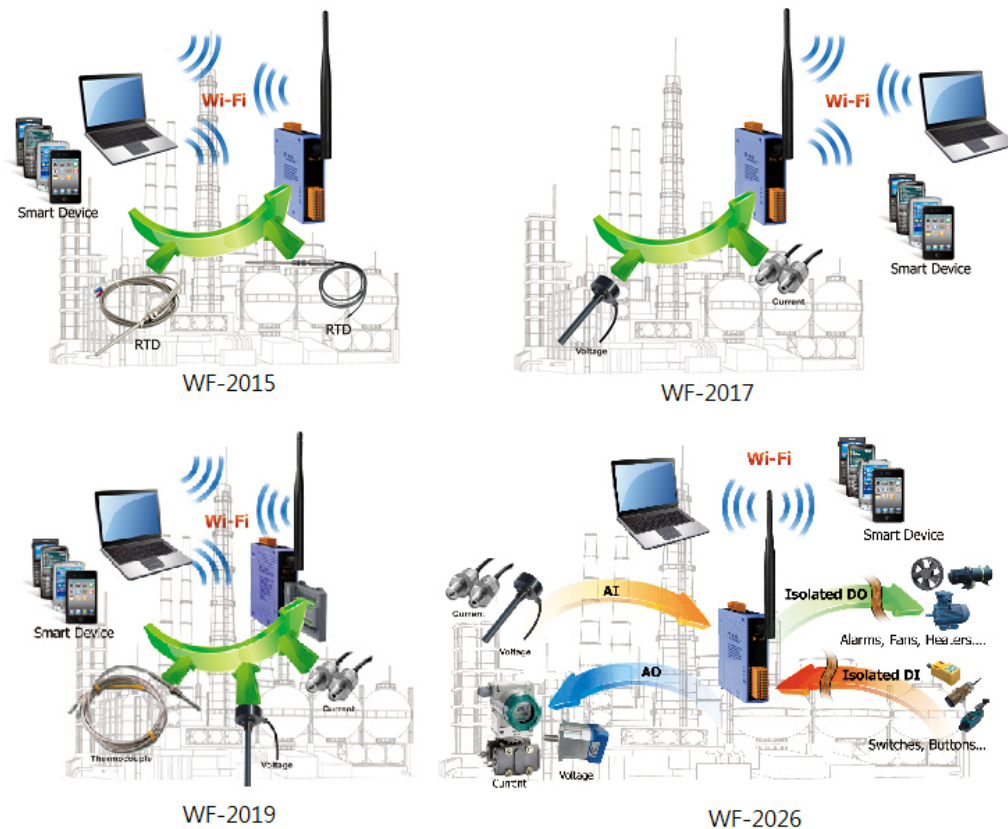 Wi-Fi
Smart Device
RTD
RTD
WF-2015
Wi-Fi
Smart Device
Current
Voltage
WF-2017
Wi-Fi
Smart Device
Current
Thermocouple
Voltage
WF-2019
Wi-Fi
Smart Device
Current
Voltage
AI
Isolated DO
Alarms, Fans, Heaters....
AO
Isolated DI
Switches, Buttons...
Current
Voltage
WF-2026